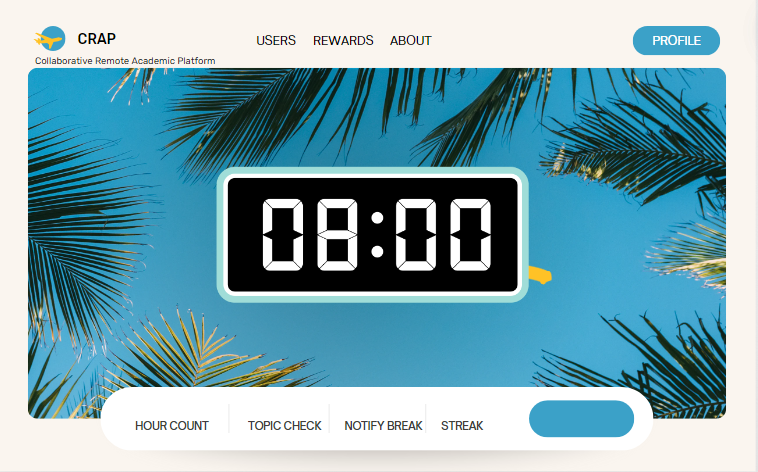 CRAP
USERS REWARDS ABOUT
PROFILE
Collaborative Remote Academic Platform
08:00
HOUR COUNT TOPIC CHECK NOTIFY BREAK STREAK